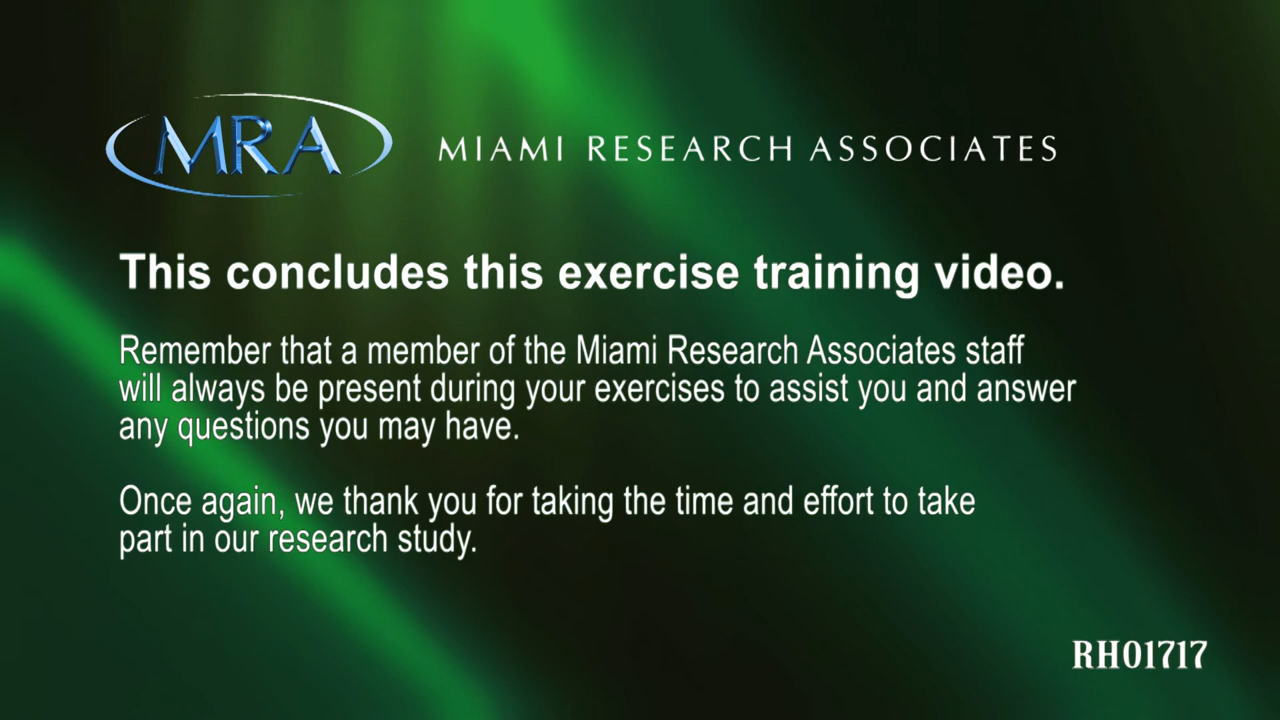 MRA MIAMI RESEARCH ASSOCIATES
This concludes this exercise training video.
Remember that a member of the Miami Research Associates staff
will always be present during your exercises to assist you and answer
any questions you may have.
Once again, we thank you for taking the time and effort to take
part in our research study.
RH01717